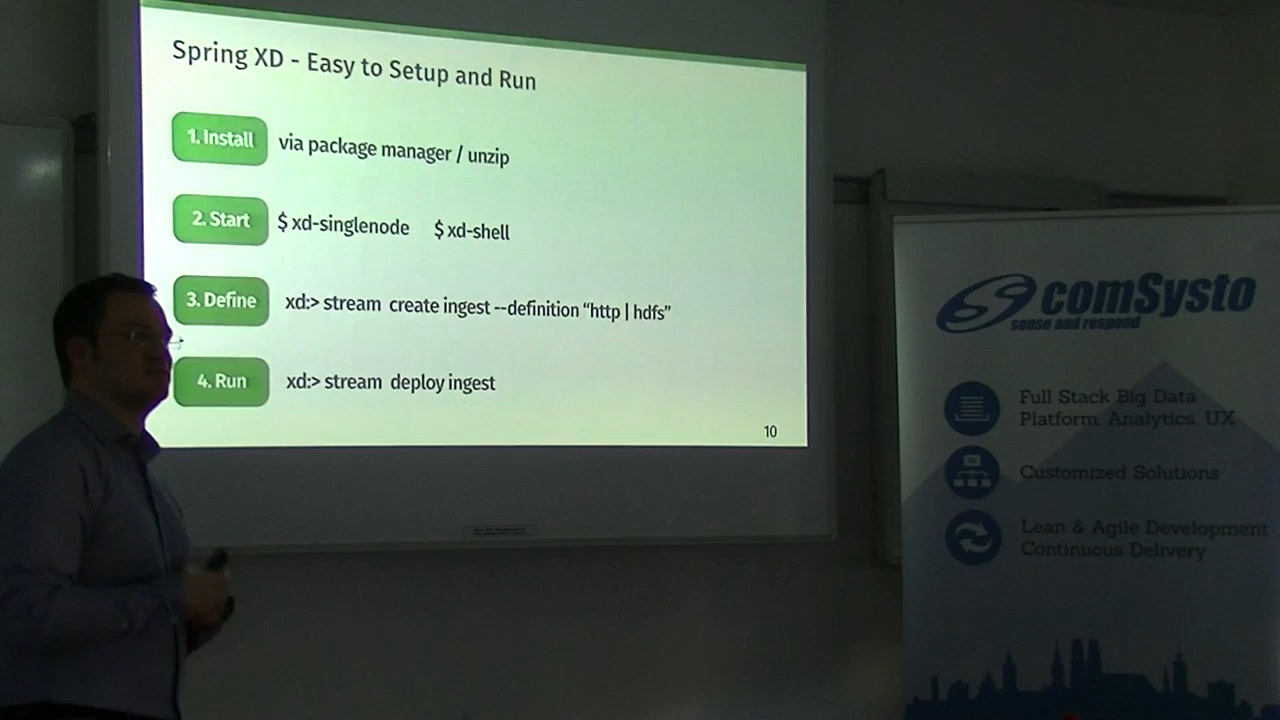 Spring XD - Easy to Setup and Run
1. Install via package manager / unzip
2. Start $ xd-singlenode $ xd-shell
3. Define xd:> stream create ingest --definition “http | hdfs”
4. Run xd:> stream deploy ingest
10
comSysto
sense and respond
Full Stack Big Data
Platform, Analytics, UX
Customized Solutions
Lean & Agile Development,
Continuous Delivery